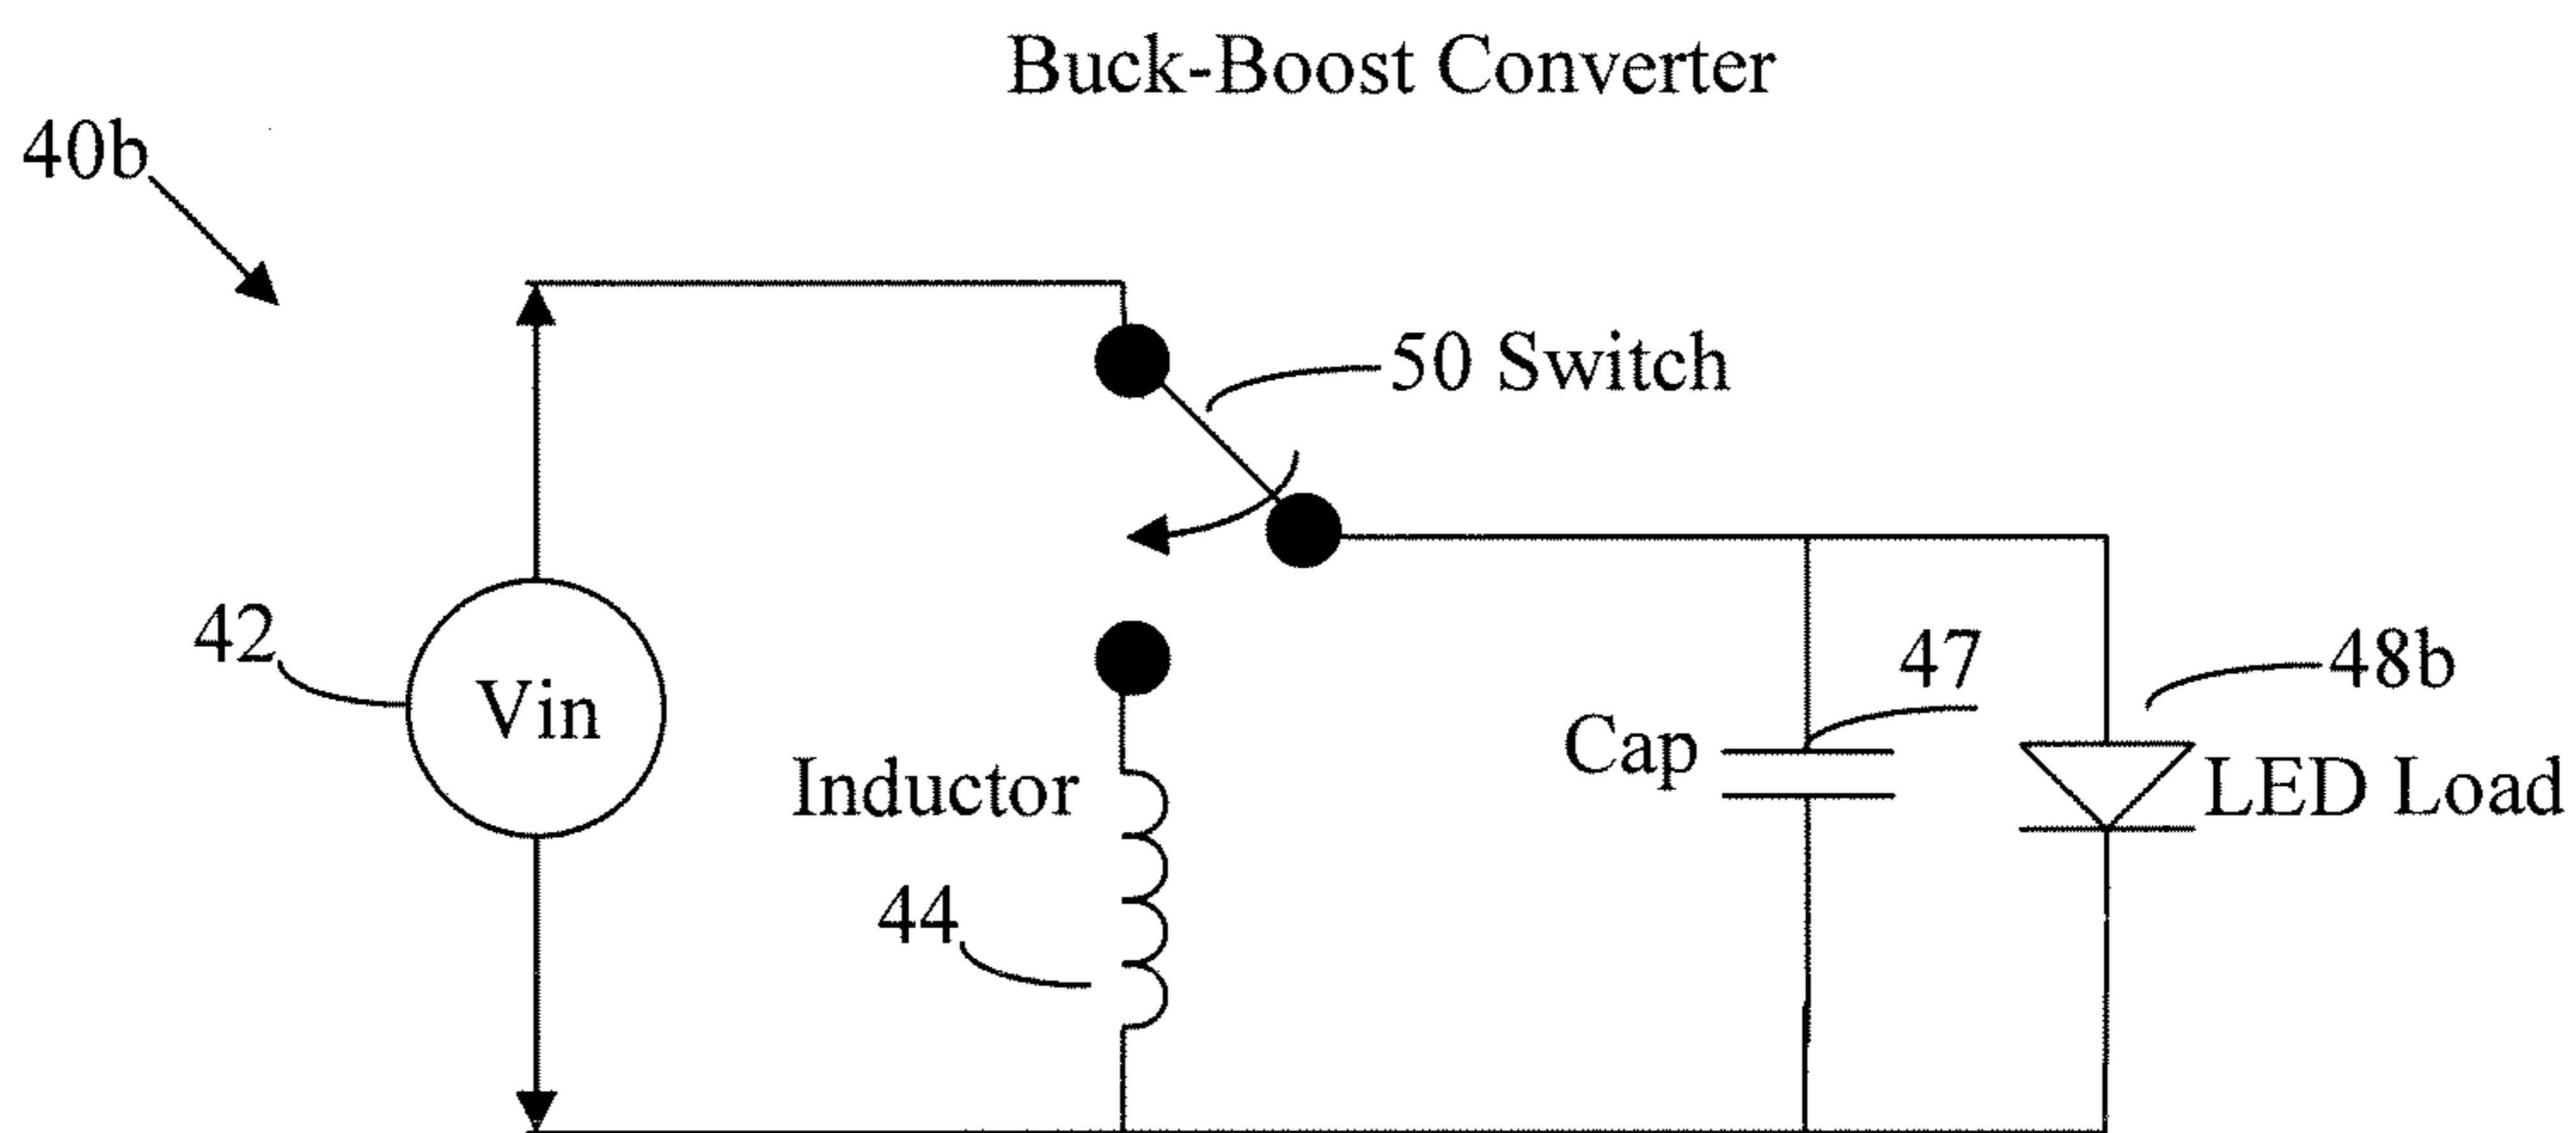 Buck-Boost Converter
40b
50 Switch
42
Vin
47
48b
Cap
Inductor
LED Load
44